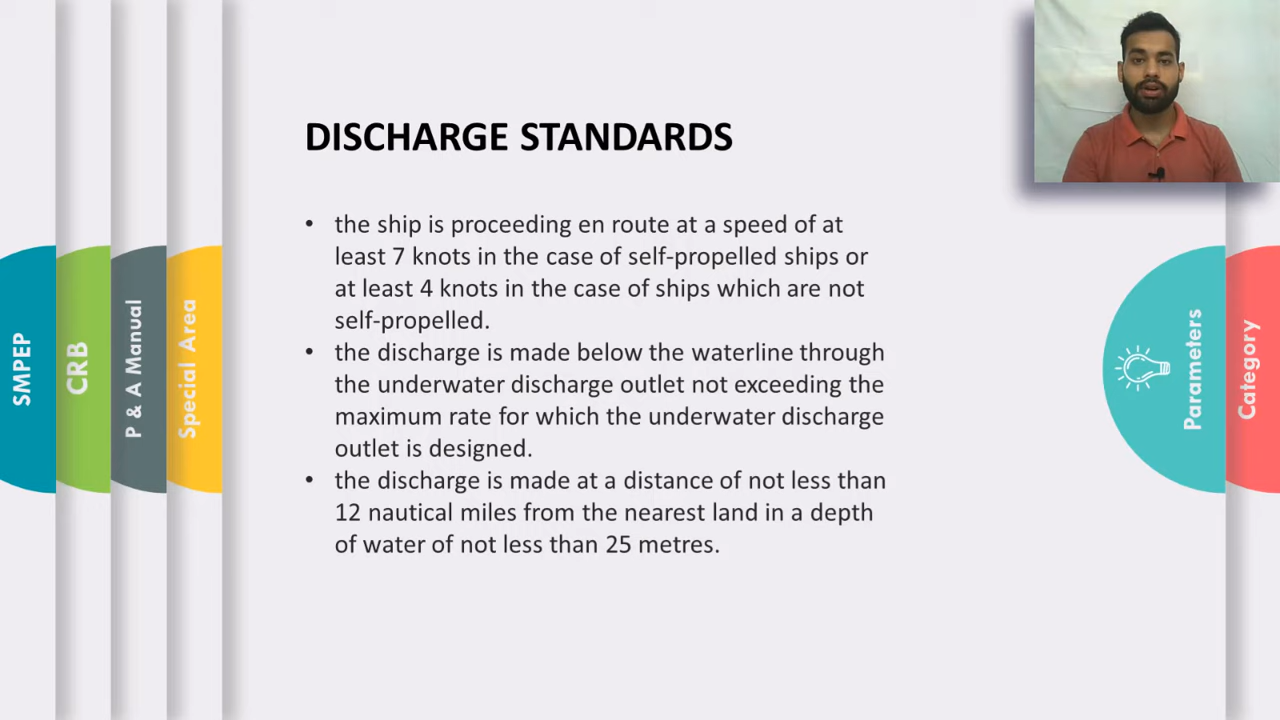 DISCHARGE STANDARDS
• the ship is proceeding en route at a speed of at
least 7 knots in the case of self-propelled ships or
at least 4 knots in the case of ships which are not
self-propelled.
• the discharge is made below the waterline through
the underwater discharge outlet not exceeding the
maximum rate for which the underwater discharge
outlet is designed.
• the discharge is made at a distance of not less than
12 nautical miles from the nearest land in a depth
of water of not less than 25 metres.
SMPEP
CRB
P & A Manual
Special Area
Parameters
Category